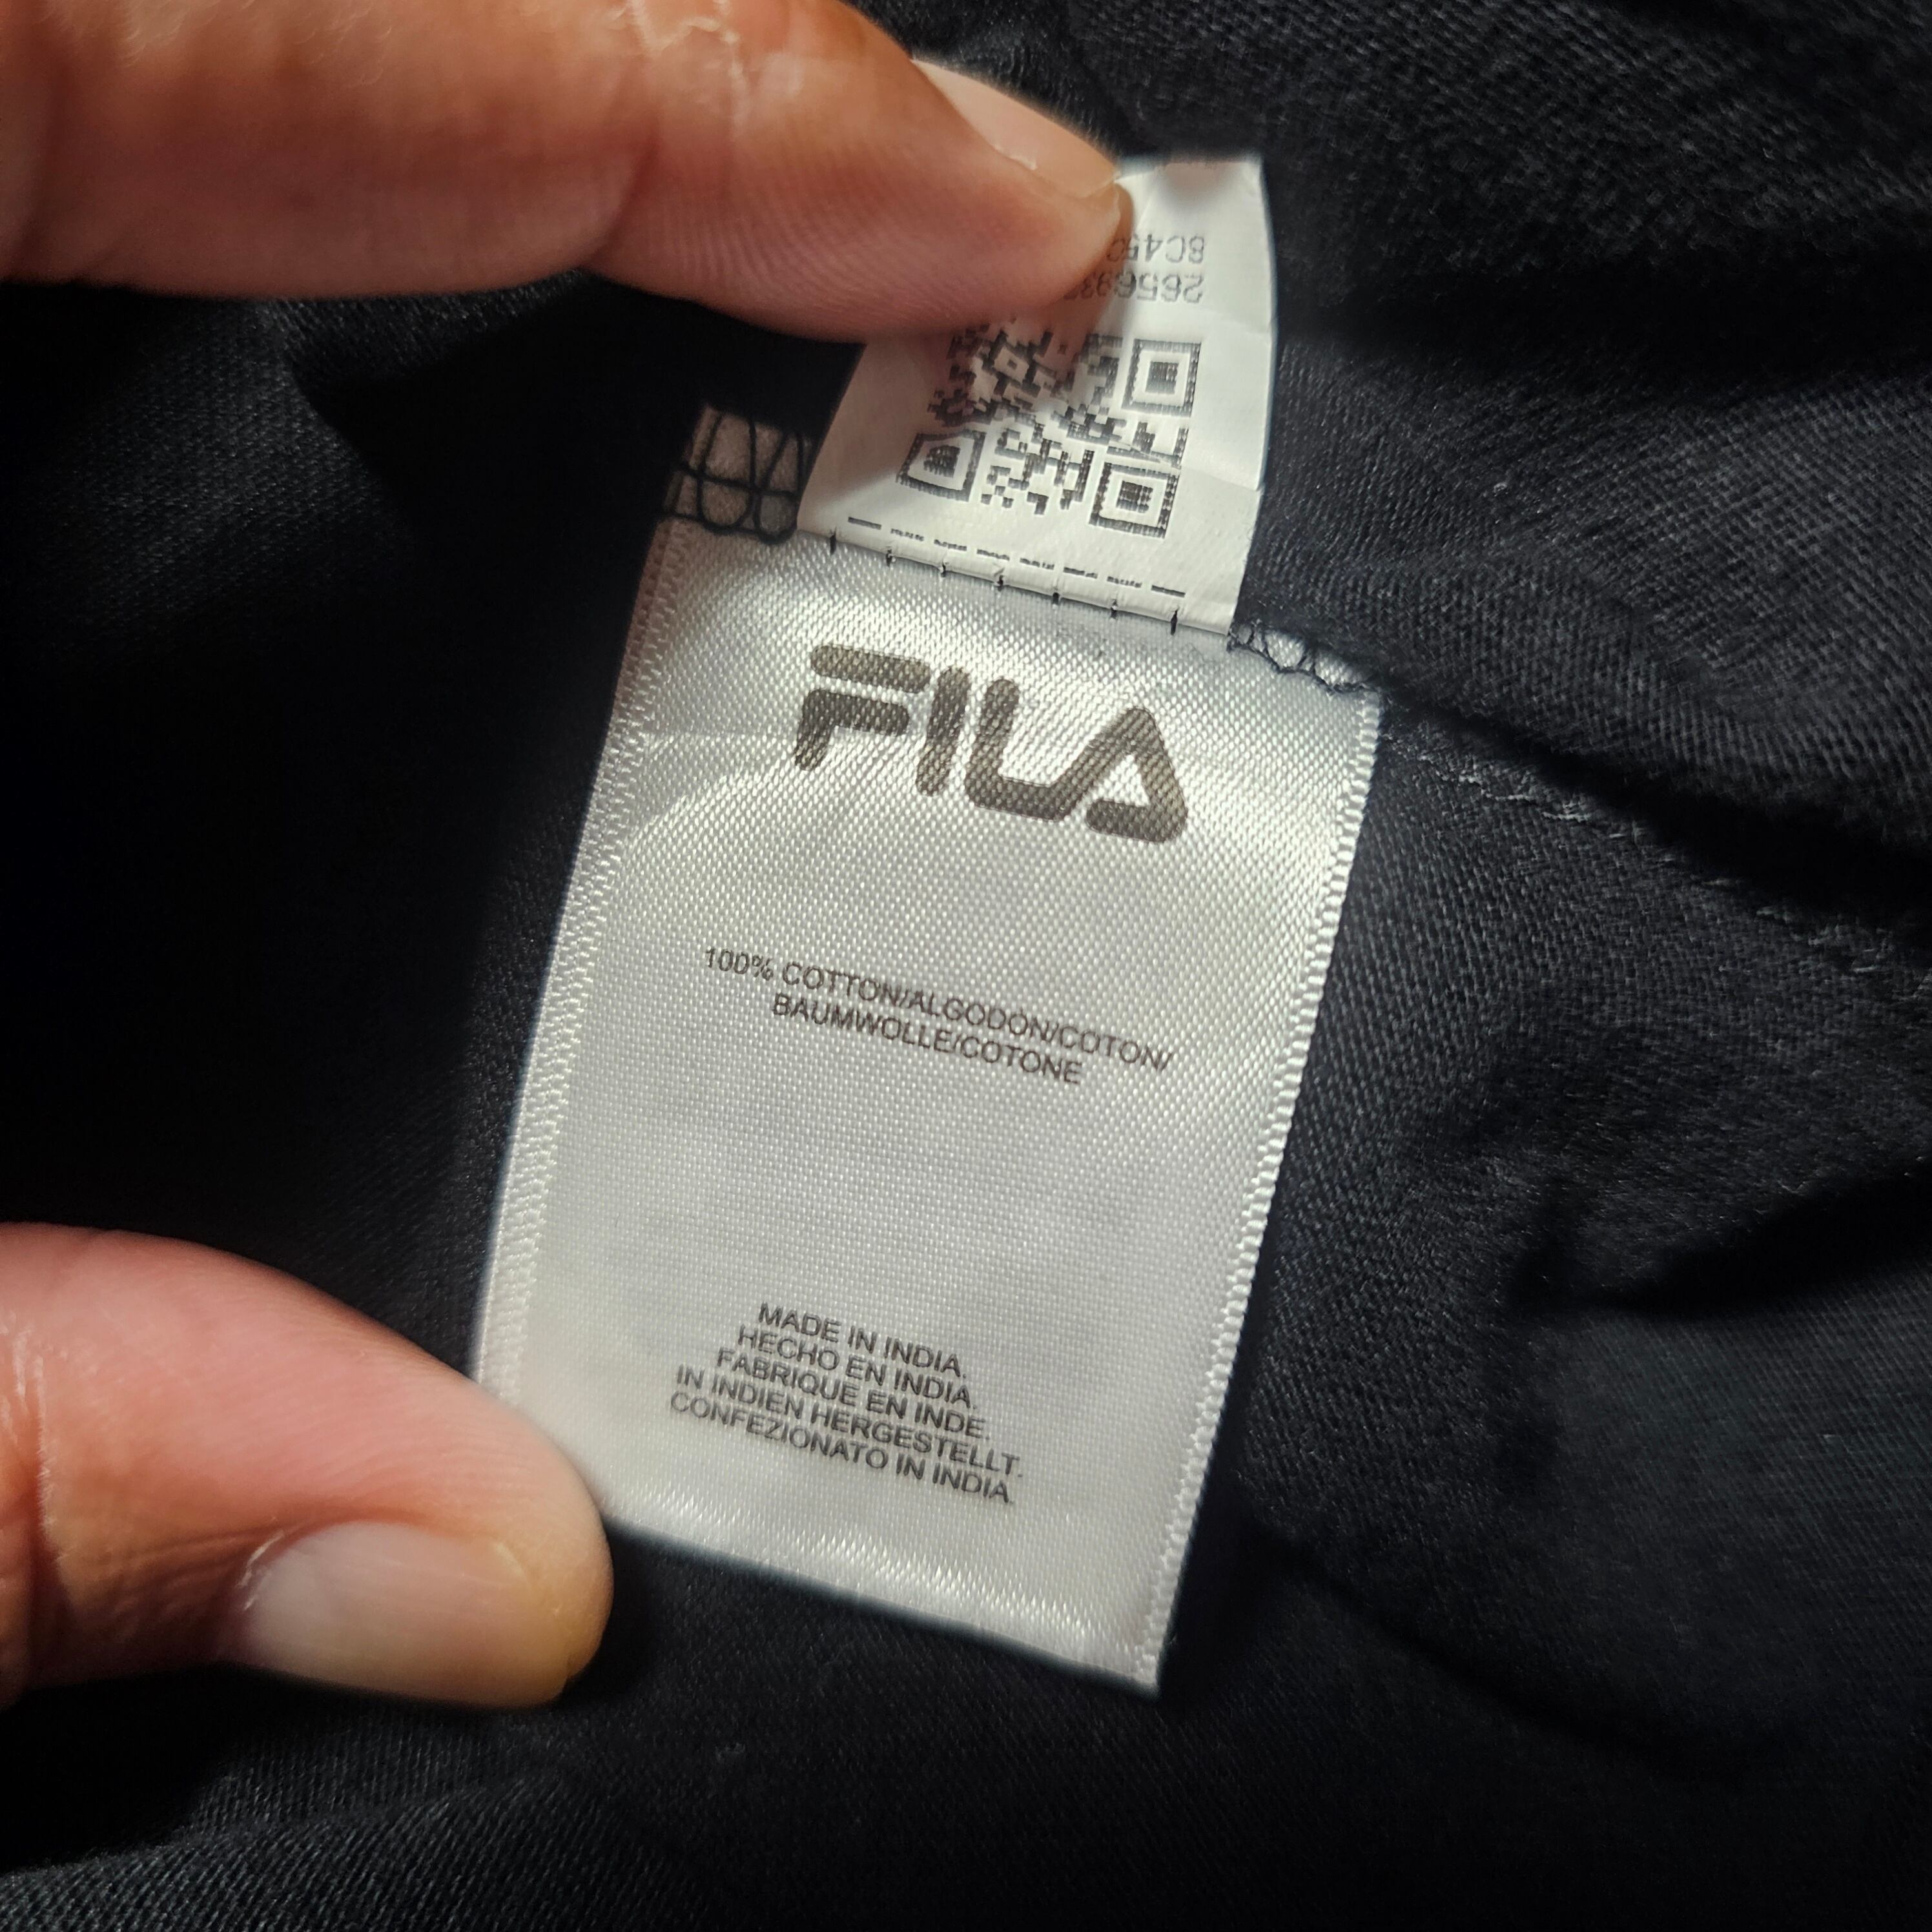 FILA
100% COTTON/ALGODÓN/COTON/
BAUMWOLLE/COTONE
MADE IN INDIA.
HECHO EN INDIA.
FABRIQUE EN INDE.
IN INDIEN HERGESTELLT.
CONFEZIONATO IN INDIA.